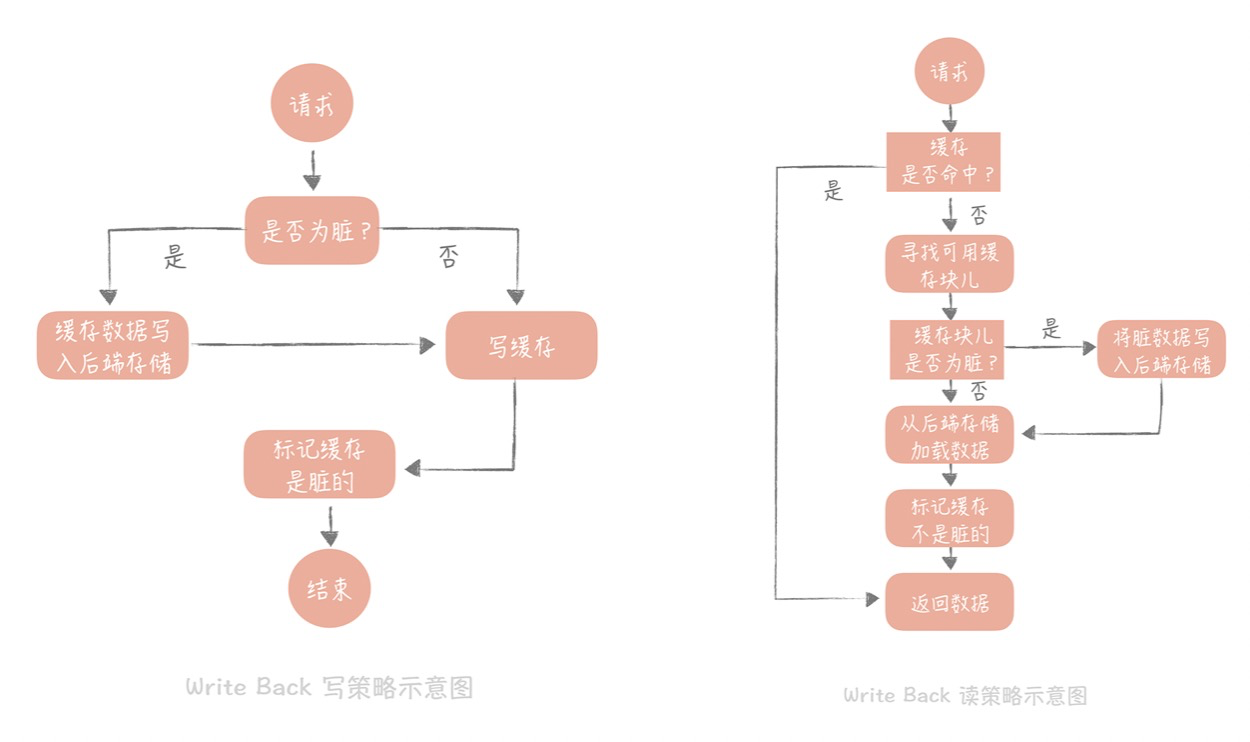 请求
是否为脏？
是
否
缓存数据写
入后端存储
写缓存
标记缓存
是脏的
结束
Write Back 写策略示意图
请求
缓存
是否命中？
是
否
寻找可用缓
存块儿
缓存块儿
是否为脏？
是
将脏数据写
入后端存储
否
从后端存储
加载数据
标记缓存
不是脏的
返回数据
Write Back 读策略示意图